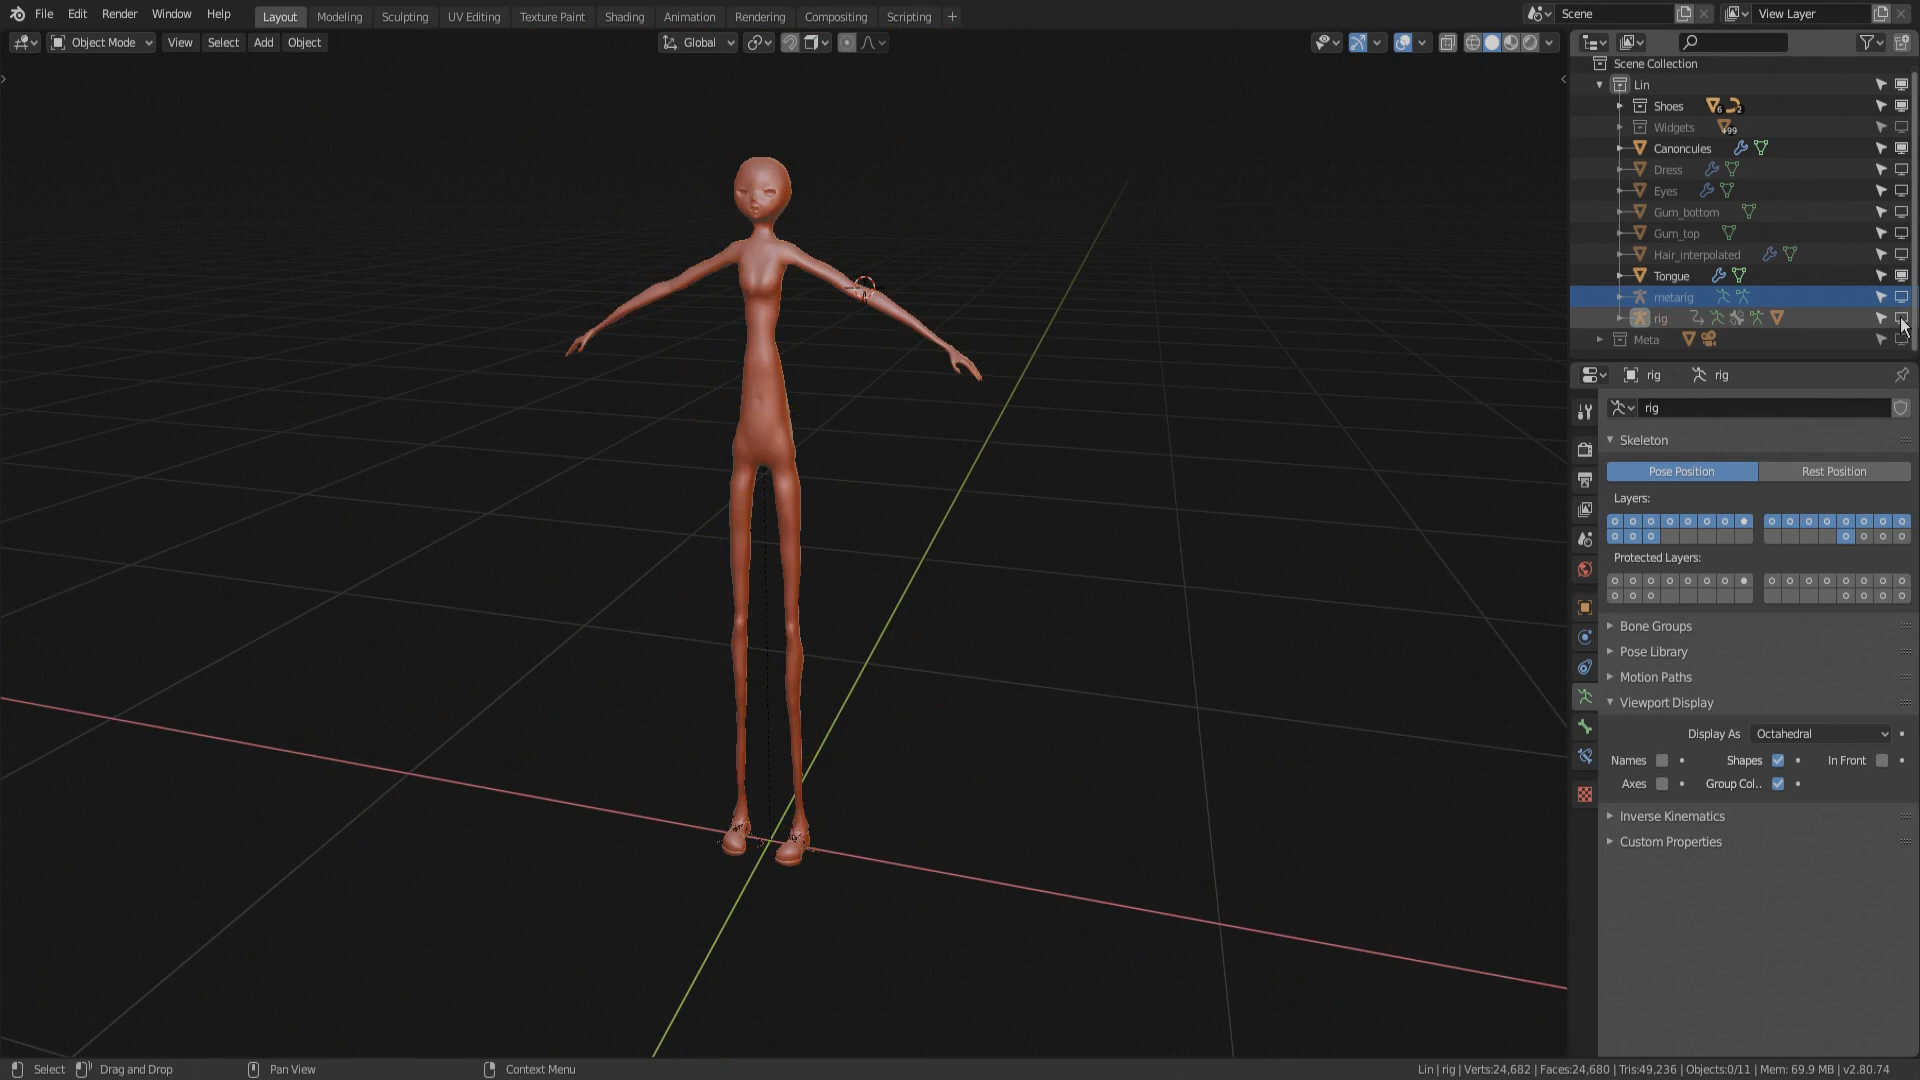 File Edit Render Window Help Layout Modeling Sculpting UV Editing Texture Paint Shading Animation Rendering Compositing Scripting + Scene View Layer
Object Mode View Select Add Object Global
Scene Collection
Lin
Shoes 6 2
Widgets +99
Canoncules
Dress
Eyes
Gum_bottom
Gum_top
Hair_interpolated
Tongue
metarig
rig
Meta
rig rig
rig
Skeleton
Pose Position Rest Position
Layers:
Protected Layers:
Bone Groups
Pose Library
Motion Paths
Viewport Display
Display As Octahedral
Names Shapes In Front
Axes Group Col..
Inverse Kinematics
Custom Properties
Select Drag and Drop Pan View Context Menu Lin | rig | Verts:24,682 | Faces:24,680 | Tris:49,236 | Objects:0/11 | Mem: 69.9 MB | v2.80.74